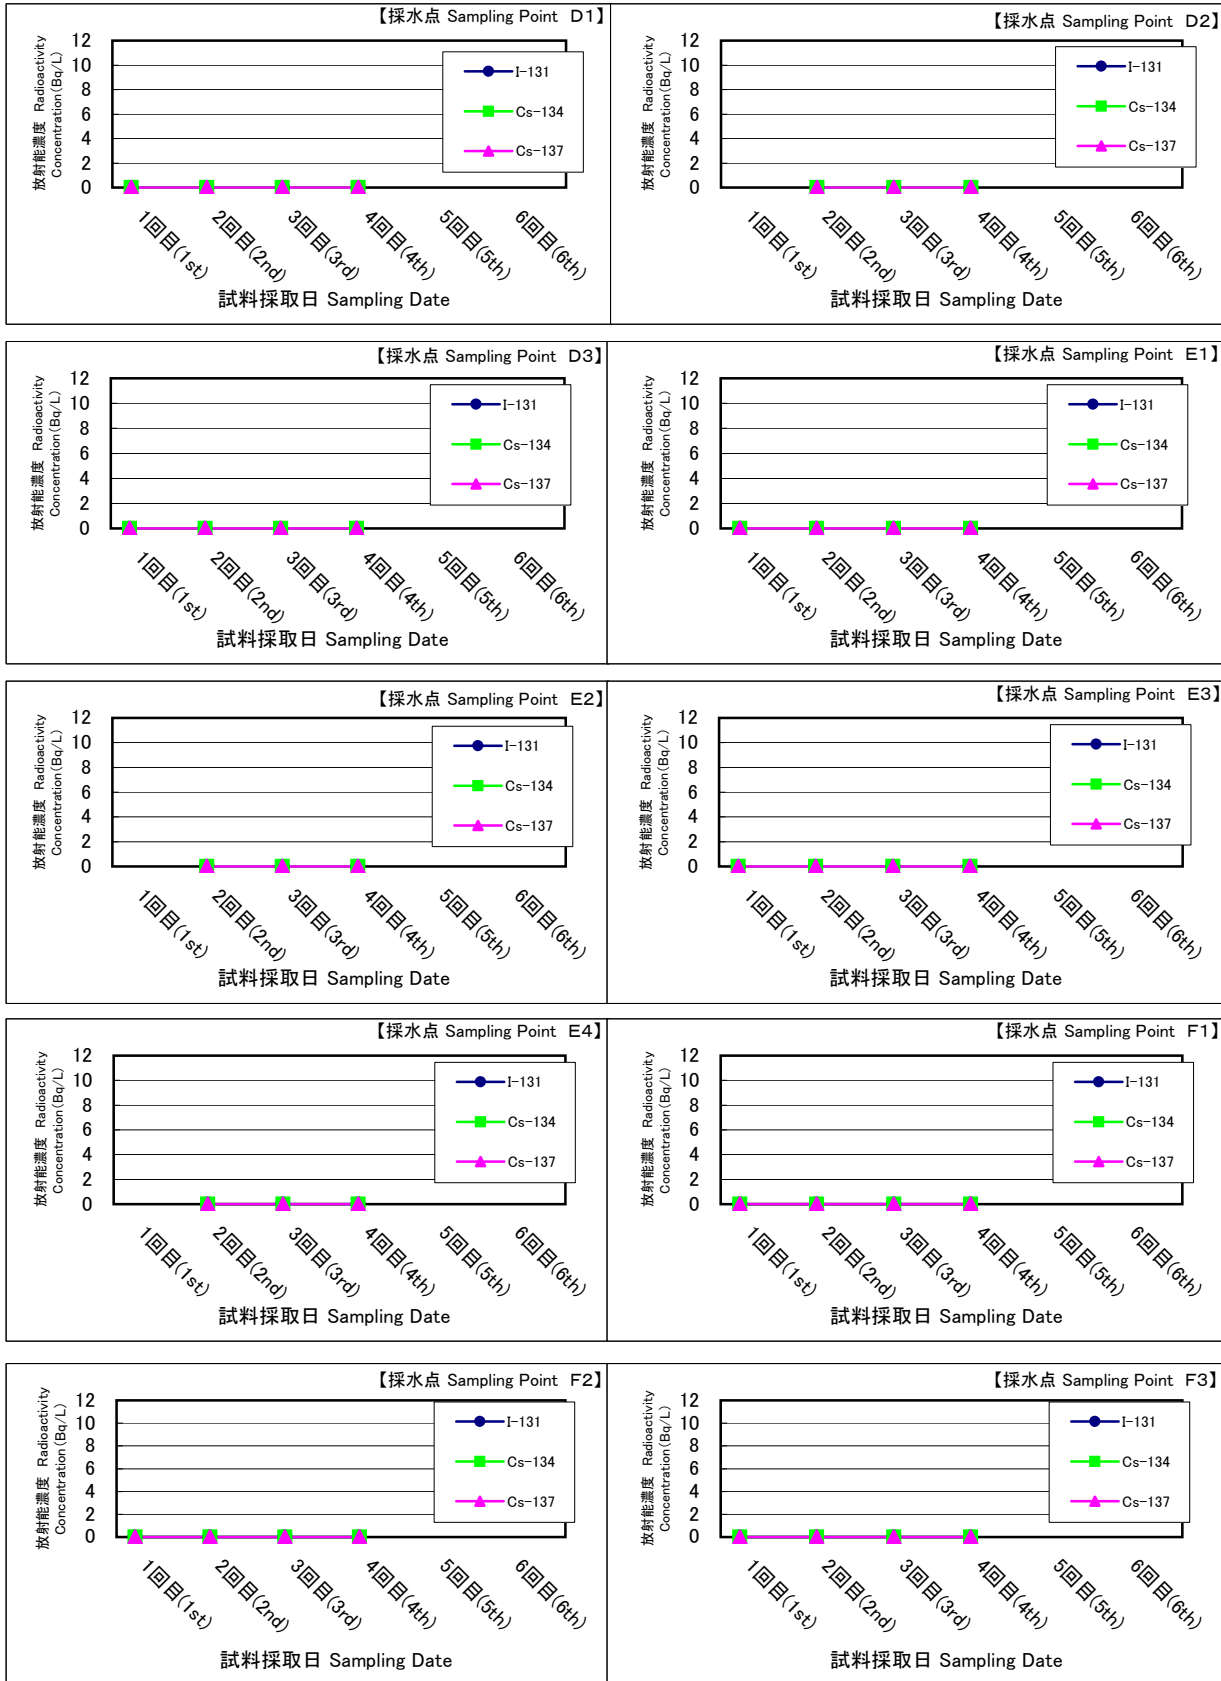 【採水点 Sampling Point D1】
放射能濃度 Radioactivity
Concentration(Bq/L)
12
10
8
6
4
2
0
I-131
Cs-134
Cs-137
1回目(1st)
2回目(2nd)
3回目(3rd)
4回目(4th)
5回目(5th)
6回目(6th)
試料採取日 Sampling Date
【採水点 Sampling Point D2】
放射能濃度 Radioactivity
Concentration(Bq/L)
12
10
8
6
4
2
0
I-131
Cs-134
Cs-137
1回目(1st)
2回目(2nd)
3回目(3rd)
4回目(4th)
5回目(5th)
6回目(6th)
試料採取日 Sampling Date
【採水点 Sampling Point D3】
放射能濃度 Radioactivity
Concentration(Bq/L)
12
10
8
6
4
2
0
I-131
Cs-134
Cs-137
1回目(1st)
2回目(2nd)
3回目(3rd)
4回目(4th)
5回目(5th)
6回目(6th)
試料採取日 Sampling Date
【採水点 Sampling Point E1】
放射能濃度 Radioactivity
Concentration(Bq/L)
12
10
8
6
4
2
0
I-131
Cs-134
Cs-137
1回目(1st)
2回目(2nd)
3回目(3rd)
4回目(4th)
5回目(5th)
6回目(6th)
試料採取日 Sampling Date
【採水点 Sampling Point E2】
放射能濃度 Radioactivity
Concentration(Bq/L)
12
10
8
6
4
2
0
I-131
Cs-134
Cs-137
1回目(1st)
2回目(2nd)
3回目(3rd)
4回目(4th)
5回目(5th)
6回目(6th)
試料採取日 Sampling Date
【採水点 Sampling Point E3】
放射能濃度 Radioactivity
Concentration(Bq/L)
12
10
8
6
4
2
0
I-131
Cs-134
Cs-137
1回目(1st)
2回目(2nd)
3回目(3rd)
4回目(4th)
5回目(5th)
6回目(6th)
試料採取日 Sampling Date
【採水点 Sampling Point E4】
放射能濃度 Radioactivity
Concentration(Bq/L)
12
10
8
6
4
2
0
I-131
Cs-134
Cs-137
1回目(1st)
2回目(2nd)
3回目(3rd)
4回目(4th)
5回目(5th)
6回目(6th)
試料採取日 Sampling Date
【採水点 Sampling Point F1】
放射能濃度 Radioactivity
Concentration(Bq/L)
12
10
8
6
4
2
0
I-131
Cs-134
Cs-137
1回目(1st)
2回目(2nd)
3回目(3rd)
4回目(4th)
5回目(5th)
6回目(6th)
試料採取日 Sampling Date
【採水点 Sampling Point F2】
放射能濃度 Radioactivity
Concentration(Bq/L)
12
10
8
6
4
2
0
I-131
Cs-134
Cs-137
1回目(1st)
2回目(2nd)
3回目(3rd)
4回目(4th)
5回目(5th)
6回目(6th)
試料採取日 Sampling Date
【採水点 Sampling Point F3】
放射能濃度 Radioactivity
Concentration(Bq/L)
12
10
8
6
4
2
0
I-131
Cs-134
Cs-137
1回目(1st)
2回目(2nd)
3回目(3rd)
4回目(4th)
5回目(5th)
6回目(6th)
試料採取日 Sampling Date